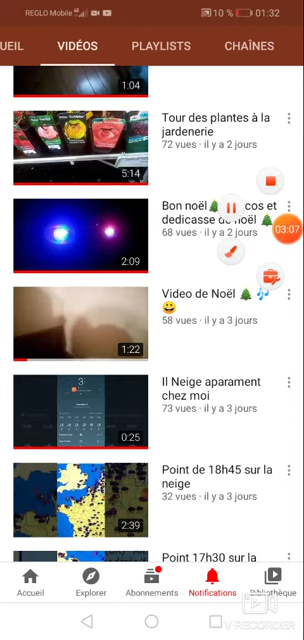 REGLO Mobile 4G 10 % 01:32
UEIL VIDÉOS PLAYLISTS CHAÎNES
1:04
Tour des plantes à la
jardenerie
72 vues · il y a 2 jours
5:14
Bon noël🎄 cos et
dedicasse de noël 🎄
68 vues · il y a 2 jours
2:09
03:07
Video de Noël 🎄🎶
😀
58 vues · il y a 3 jours
1:22
Il Neige aparament
chez moi
73 vues · il y a 3 jours
3°
0:25
Point de 18h45 sur la
neige
32 vues · il y a 3 jours
2:39
Point 17h30 sur la
Accueil Explorer Abonnements Notifications Bibliothèque
V RECORDER